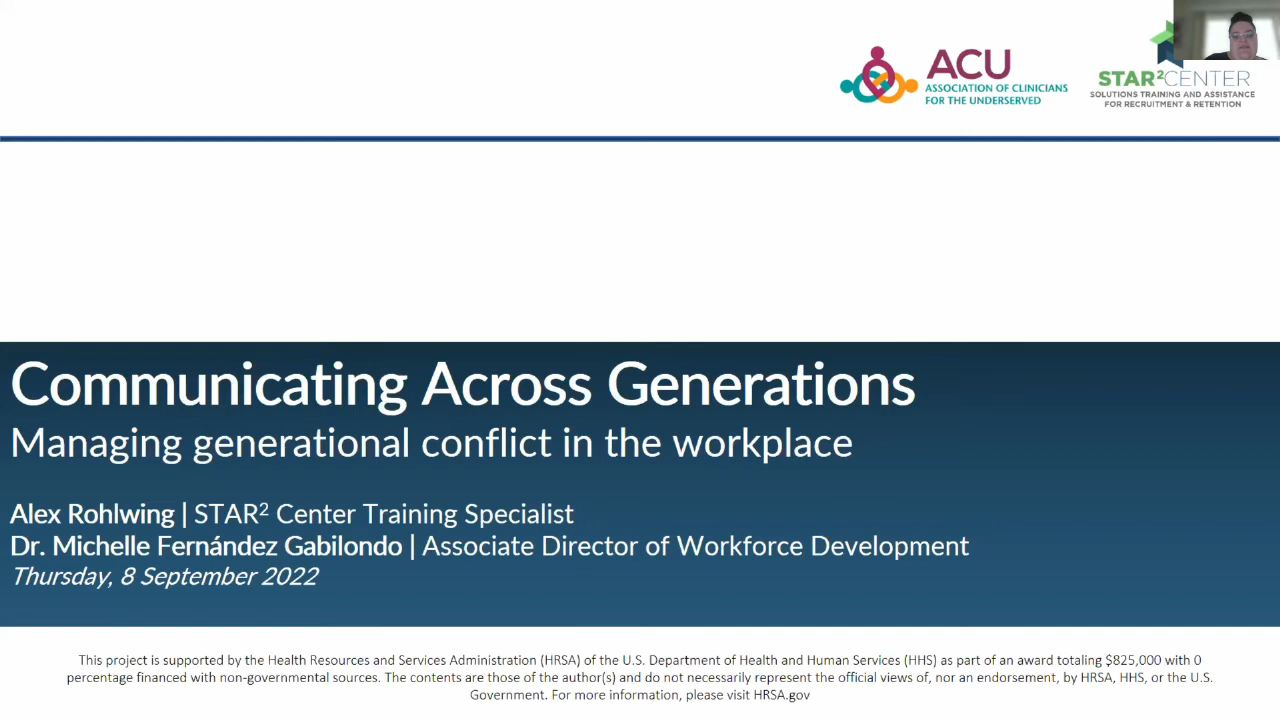 ACU
ASSOCIATION OF CLINICIANS
FOR THE UNDERSERVED
STAR²CENTER
SOLUTIONS TRAINING AND ASSISTANCE
FOR RECRUITMENT & RETENTION
Communicating Across Generations
Managing generational conflict in the workplace
Alex Rohlwing | STAR² Center Training Specialist
Dr. Michelle Fernández Gabilondo | Associate Director of Workforce Development
Thursday, 8 September 2022
This project is supported by the Health Resources and Services Administration (HRSA) of the U.S. Department of Health and Human Services (HHS) as part of an award totaling $825,000 with 0
percentage financed with non-governmental sources. The contents are those of the author(s) and do not necessarily represent the official views of, nor an endorsement, by HRSA, HHS, or the U.S.
Government. For more information, please visit HRSA.gov